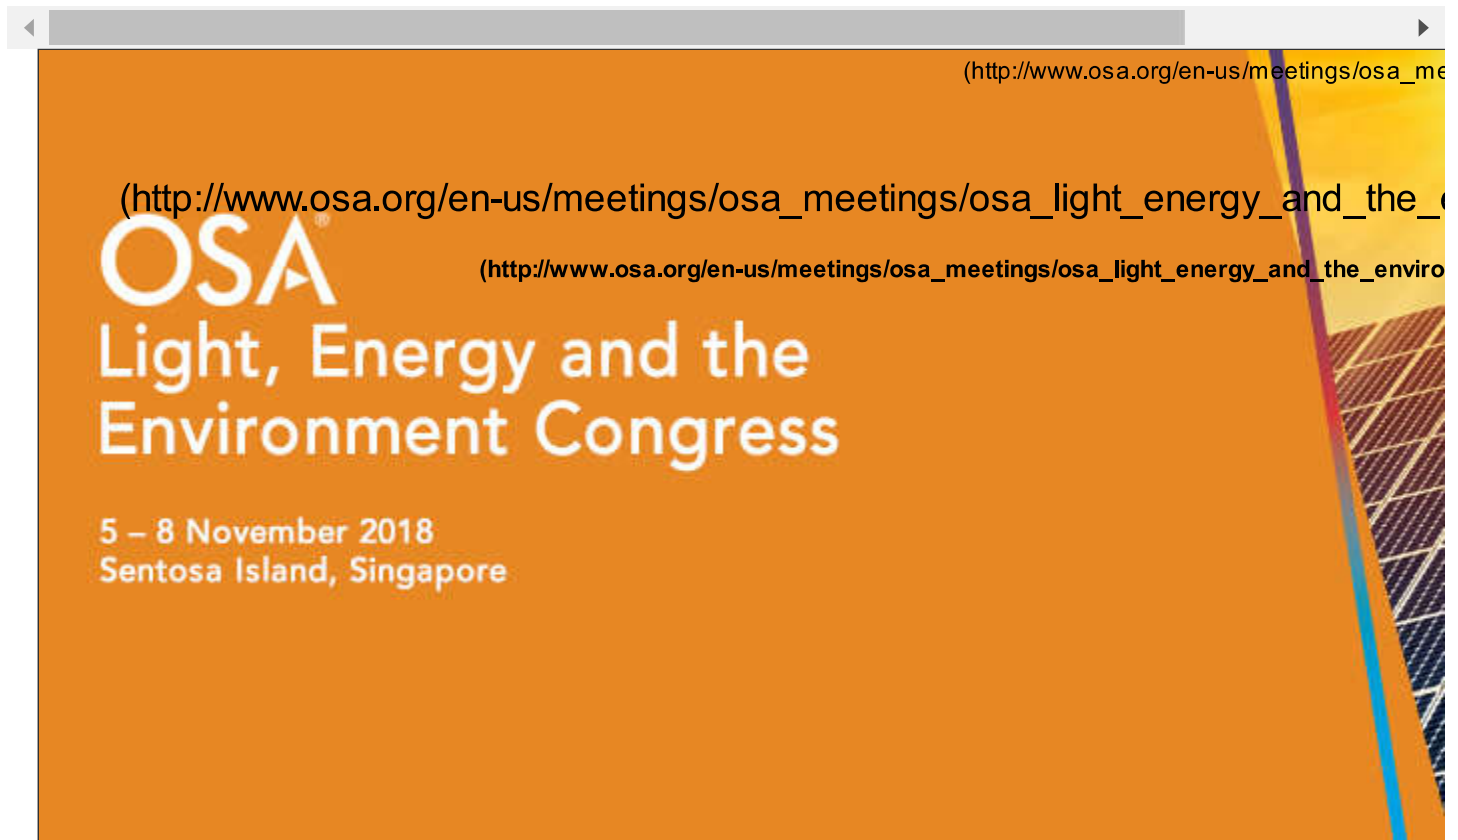 (http://www.osa.org/en-us/meetings/osa_me
(http://www.osa.org/en-us/meetings/osa_meetings/osa_light_energy_and_the_
OSA®
(http://www.osa.org/en-us/meetings/osa_meetings/osa_light_energy_and_the_enviro
Light, Energy and the
Environment Congress
5 – 8 November 2018
Sentosa Island, Singapore